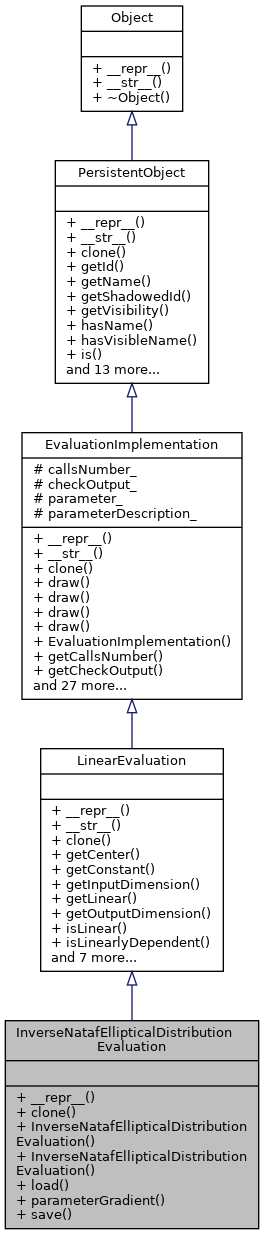 Object
+ __repr__()
+ __str__()
+ ~Object()
PersistentObject
+ __repr__()
+ __str__()
+ clone()
+ getId()
+ getName()
+ getShadowedId()
+ getVisibility()
+ hasName()
+ hasVisibleName()
+ is()
and 13 more...
EvaluationImplementation
# callsNumber_
# checkOutput_
# parameter_
# parameterDescription_
+ __repr__()
+ __str__()
+ clone()
+ draw()
+ draw()
+ draw()
+ draw()
+ EvaluationImplementation()
+ getCallsNumber()
+ getCheckOutput()
and 27 more...
LinearEvaluation
+ __repr__()
+ __str__()
+ clone()
+ getCenter()
+ getConstant()
+ getInputDimension()
+ getLinear()
+ getOutputDimension()
+ isLinear()
+ isLinearlyDependent()
and 7 more...
InverseNatafEllipticalDistribution
Evaluation
+ __repr__()
+ clone()
+ InverseNatafEllipticalDistribution
Evaluation()
+ InverseNatafEllipticalDistribution
Evaluation()
+ load()
+ parameterGradient()
+ save()